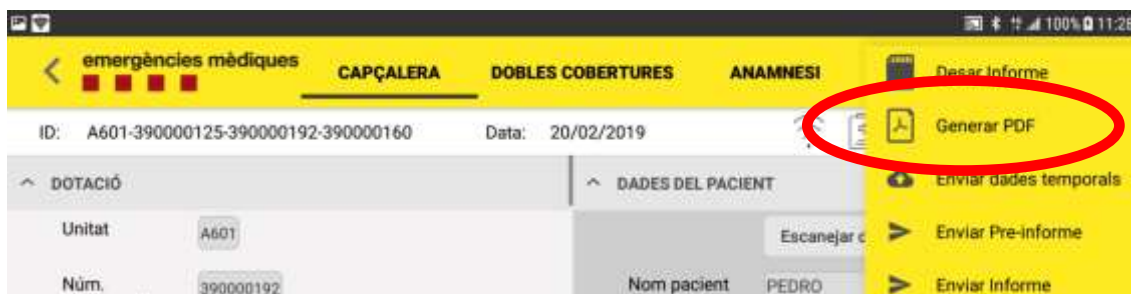 100% 11:28
emergències mèdiques
CAPÇALERA
DOBLES COBERTURES
ANAMNESI
Desar Informe
ID: A601-390000125-390000192-390000160
Data: 20/02/2019
Generar PDF
DOTACIÓ
DADES DEL PACIENT
Enviar dades temporals
Unitat A601
Escanejar
Enviar Pre-informe
Núm. 390000192
Nom pacient PEDRO
Enviar Informe